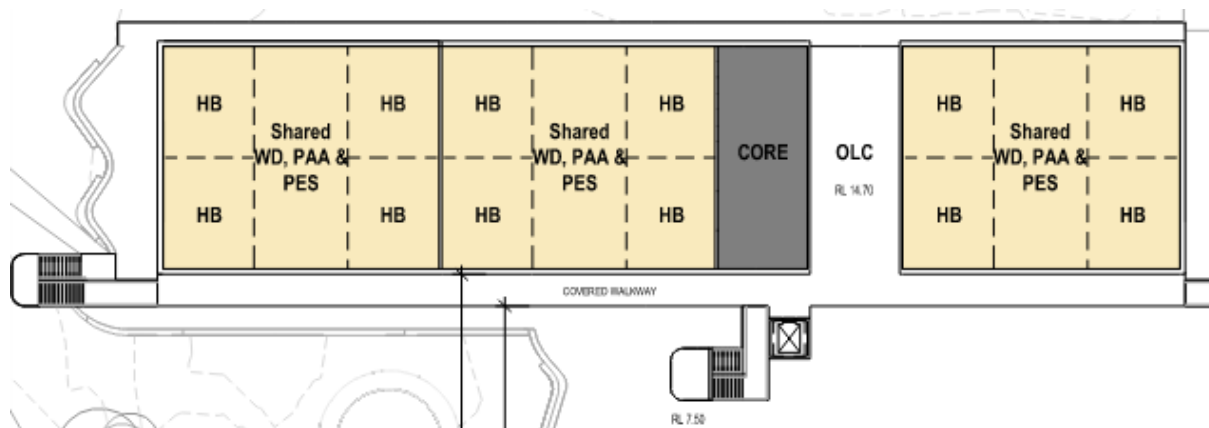 HB
HB
HB
HB
HB
HB
Shared
WD, PAA &
PES
Shared
WD, PAA &
PES
CORE
OLC
RL 14.70
Shared
WD, PAA &
PES
HB
HB
HB
HB
HB
HB
COVERED WALKWAY
RL 7.50